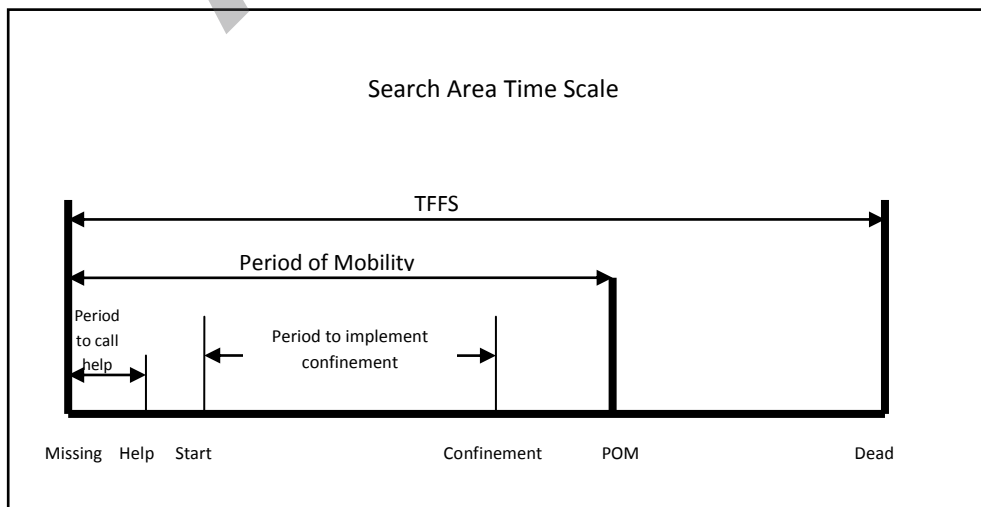 Search Area Time Scale
TFFS
Period of Mobility
Period
to call
help
Period to implement
confinement
Missing Help Start Confinement POM Dead